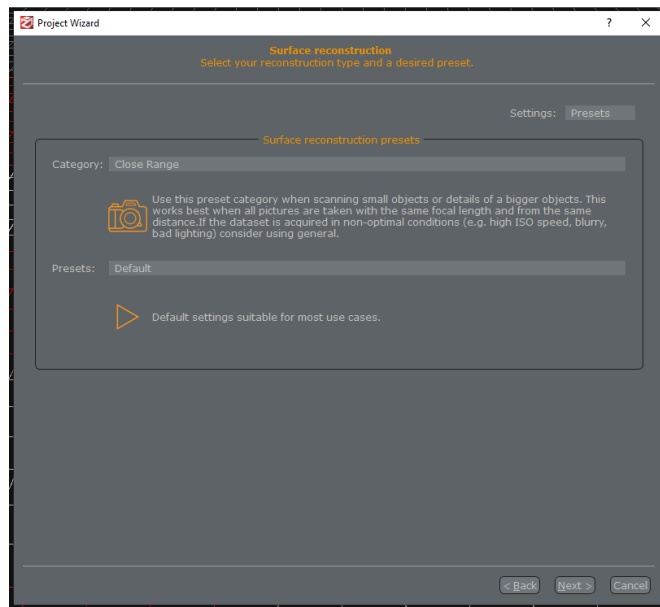 Project Wizard
?
Surface reconstruction
Select your reconstruction type and a desired preset.
Settings: Presets
Surface reconstruction presets
Category: Close Range
Use this preset category when scanning small objects or details of a bigger objects. This
works best when all pictures are taken with the same focal length and from the same
distance.If the dataset is acquired in non-optimal conditions (e.g. high ISO speed, blurry,
bad lighting) consider using general.
Presets: Default
Default settings suitable for most use cases.
< Back Next > Cancel